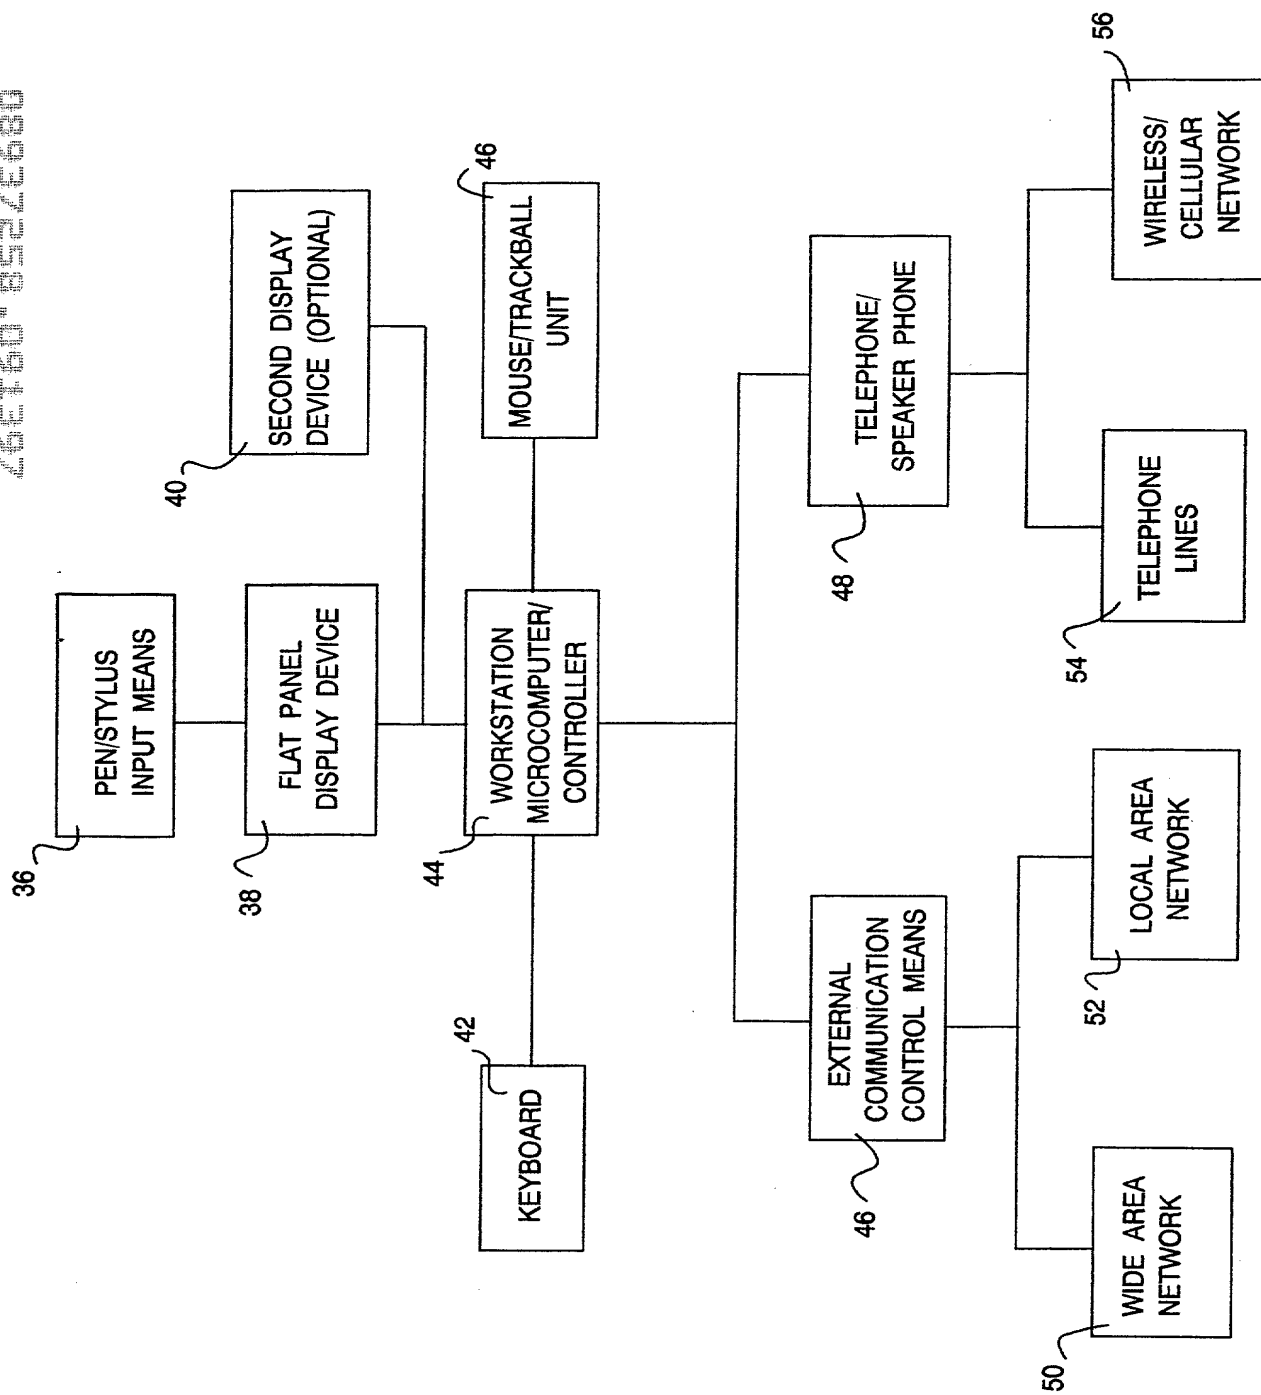 36
PEN/STYLUS
INPUT MEANS
38
FLAT PANEL
DISPLAY DEVICE
40
SECOND DISPLAY
DEVICE (OPTIONAL)
42
KEYBOARD
44
WORKSTATION
MICROCOMPUTER/
CONTROLLER
46
MOUSE/TRACKBALL
UNIT
46
EXTERNAL
COMMUNICATION
CONTROL MEANS
48
TELEPHONE/
SPEAKER PHONE
50
WIDE AREA
NETWORK
52
LOCAL AREA
NETWORK
54
TELEPHONE
LINES
56
WIRELESS/
CELLULAR
NETWORK